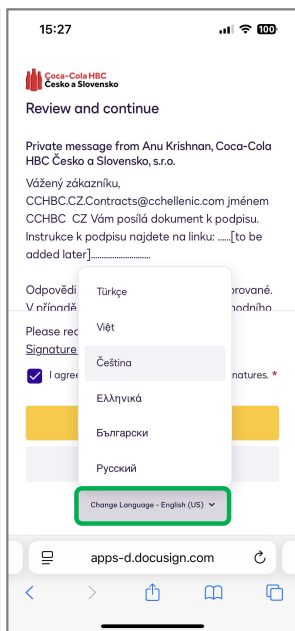 15:27
100
Coca-Cola HBC
Česko a Slovensko
Review and continue
Private message from Anu Krishnan, Coca-Cola
HBC Česko a Slovensko, s.r.o.
Vážený zákazníku,
CCHBC.CZ.Contracts@cchellenic.com jménem
CCHBC CZ Vám posílá dokument k podpisu.
Instrukce k podpisu najdete na linku: .....[to be
added later]...........................
Odpovědi
V případě
Please
Signature
I agree
natures. *
Türkçe
Việt
Čeština
Ελληνικά
Български
Русский
Change Language - English (US)
apps-d.docusign.com